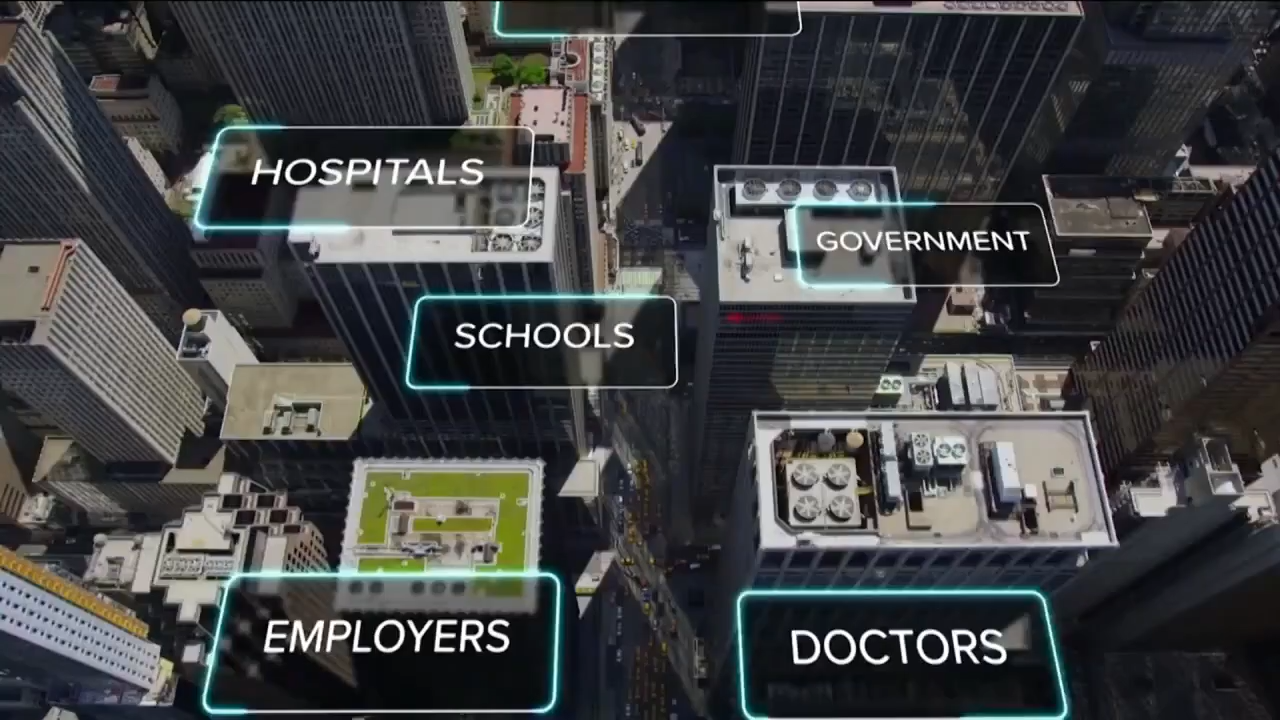 HOSPITALS
GOVERNMENT
SCHOOLS
EMPLOYERS
DOCTORS